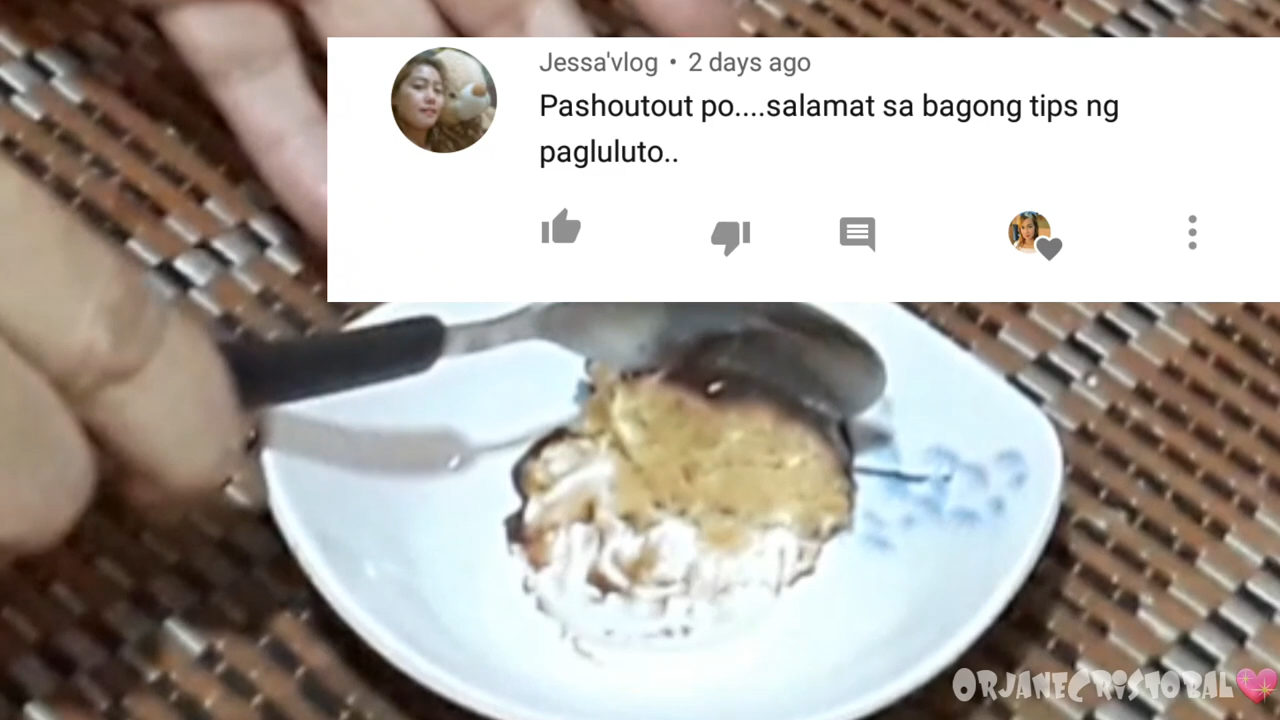 Jessa'vlog • 2 days ago
Pashoutout po....salamat sa bagong tips ng
pagluluto..
OrJaneCristobal💖